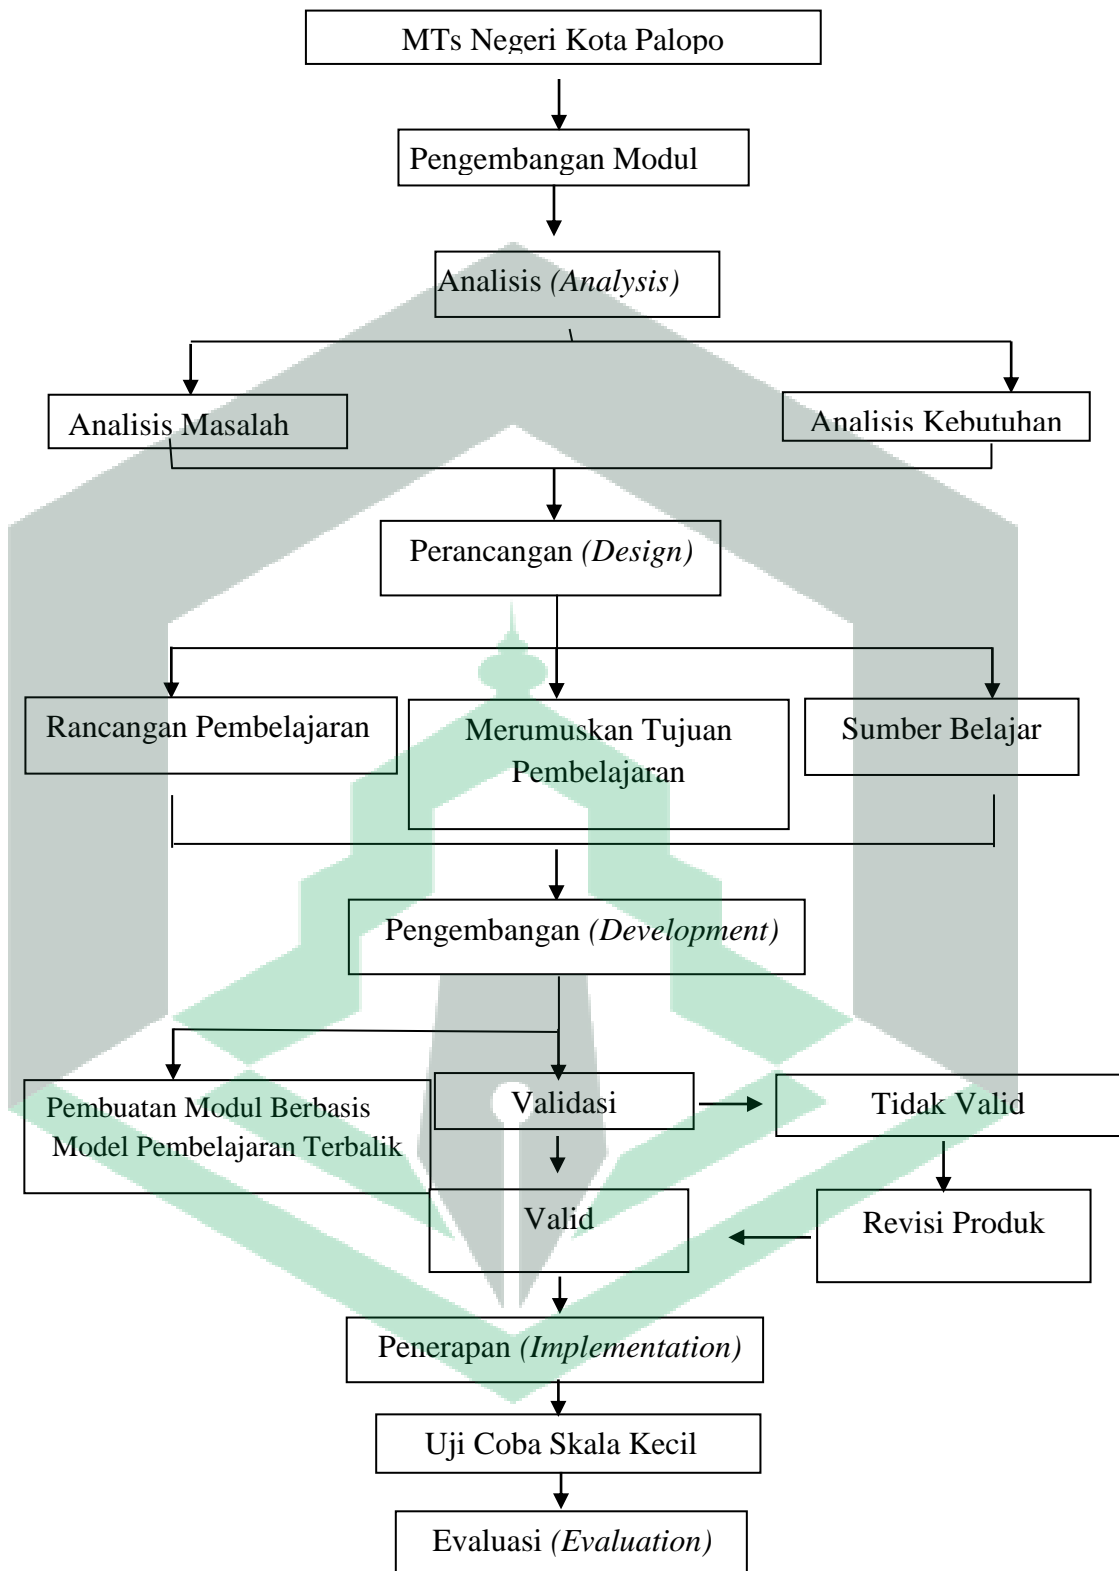 MTs Negeri Kota Palopo
Pengembangan Modul
Analisis (Analysis)
Analisis Masalah
Analisis Kebutuhan
Perancangan (Design)
Rancangan Pembelajaran
Merumuskan Tujuan
Pembelajaran
Sumber Belajar
Pengembangan (Development)
Pembuatan Modul Berbasis
Model Pembelajaran Terbalik
Validasi
Tidak Valid
Valid
Revisi Produk
Penerapan (Implementation)
Uji Coba Skala Kecil
Evaluasi (Evaluation)